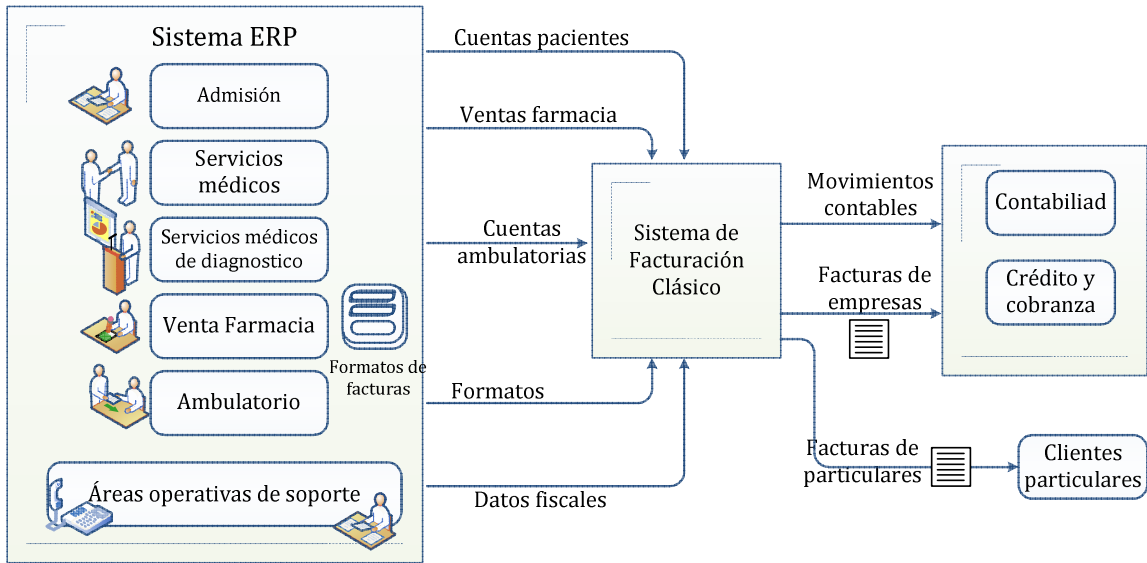 Sistema ERP
Admisión
Servicios
médicos
Servicios médicos
de diagnostico
Venta Farmacia
Ambulatorio
Formatos de
facturas
Áreas operativas de soporte
Cuentas pacientes
Ventas farmacia
Cuentas
ambulatorias
Formatos
Datos fiscales
Sistema de
Facturación
Clásico
Movimientos
contables
Facturas de
empresas
Facturas de
particulares
Contabiliad
Crédito y
cobranza
Clientes
particulares